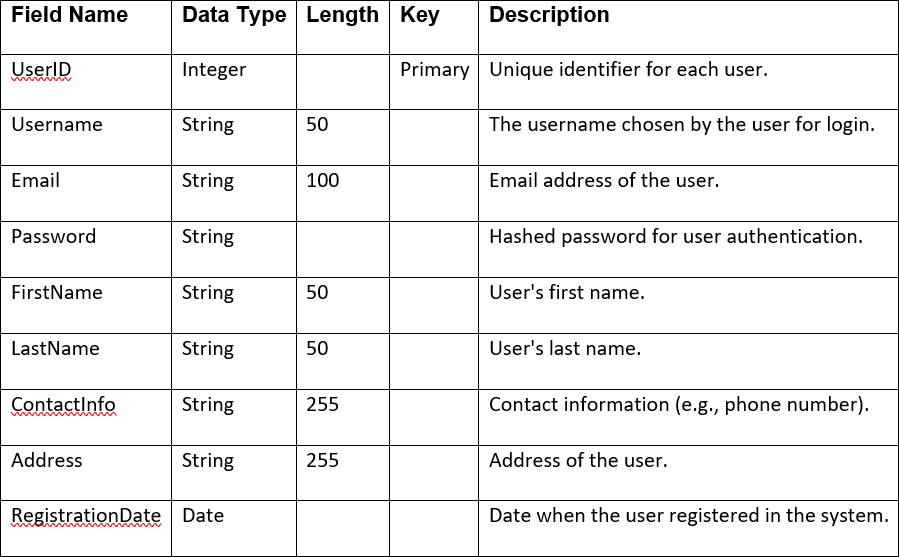 Field Name Data Type Length Key Description
UserID Integer Primary Unique identifier for each user.
Username String 50 The username chosen by the user for login.
Email String 100 Email address of the user.
Password String Hashed password for user authentication.
FirstName String 50 User's first name.
LastName String 50 User's last name.
ContactInfo String 255 Contact information (e.g., phone number).
Address String 255 Address of the user.
RegistrationDate Date Date when the user registered in the system.